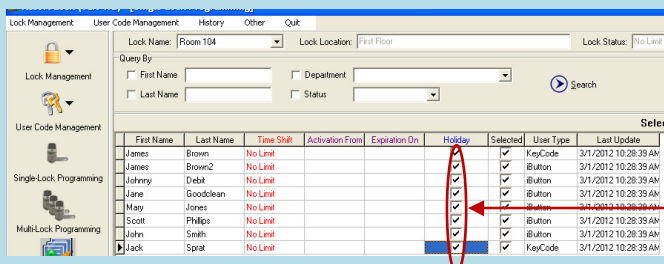 Lock Management User Code Management History Other Quit
Lock Name: Room 104 Lock Location: First Floor Lock Status: No Limit
Query By
First Name Department
Search
Last Name Status
Lock Management
User Code Management
Single-Lock Programming
Multi-Lock Programming
First Name Last Name Time Shift Activation From Expiration On Holiday Selected User Type Last Update
James Brown No Limit KeyCode 3/1/2012 10:28:39 AM
James Brown2 No Limit iButton 3/1/2012 10:28:39 AM
Johnny Debit No Limit iButton 3/1/2012 10:28:39 AM
Jane Goodclean No Limit iButton 3/1/2012 10:28:39 AM
Mary Jones No Limit iButton 3/1/2012 10:28:39 AM
Scott Phillips No Limit iButton 3/1/2012 10:28:39 AM
John Smith No Limit iButton 3/1/2012 10:28:39 AM
Jack Sprat No Limit KeyCode 3/1/2012 10:28:39 AM